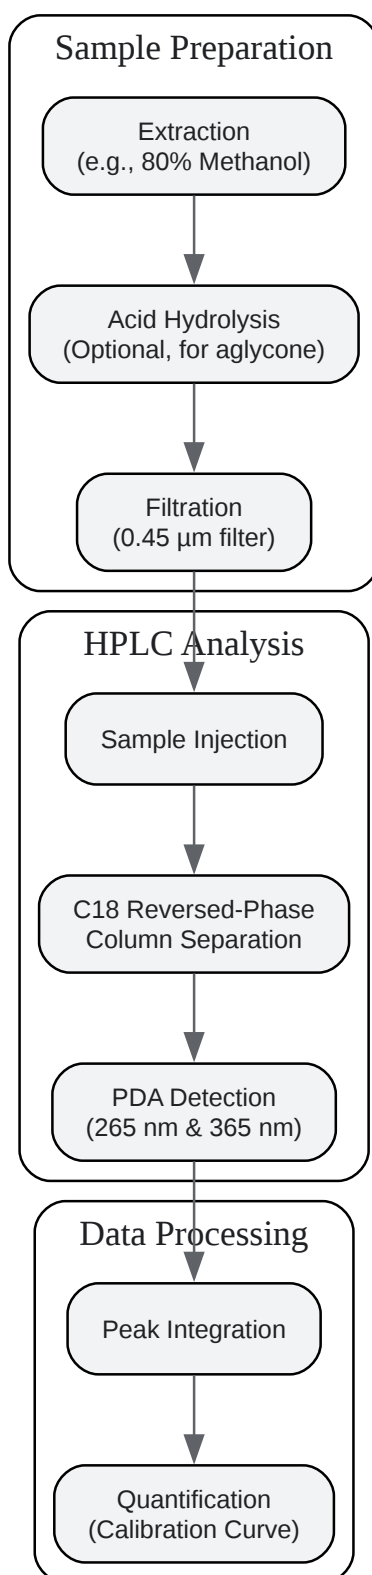 Sample Preparation
Extraction
(e.g., 80% Methanol)
Acid Hydrolysis
(Optional, for aglycone)
Filtration
(0.45 µm filter)
HPLC Analysis
Sample Injection
C18 Reversed-Phase
Column Separation
PDA Detection
(265 nm & 365 nm)
Data Processing
Peak Integration
Quantification
(Calibration Curve)